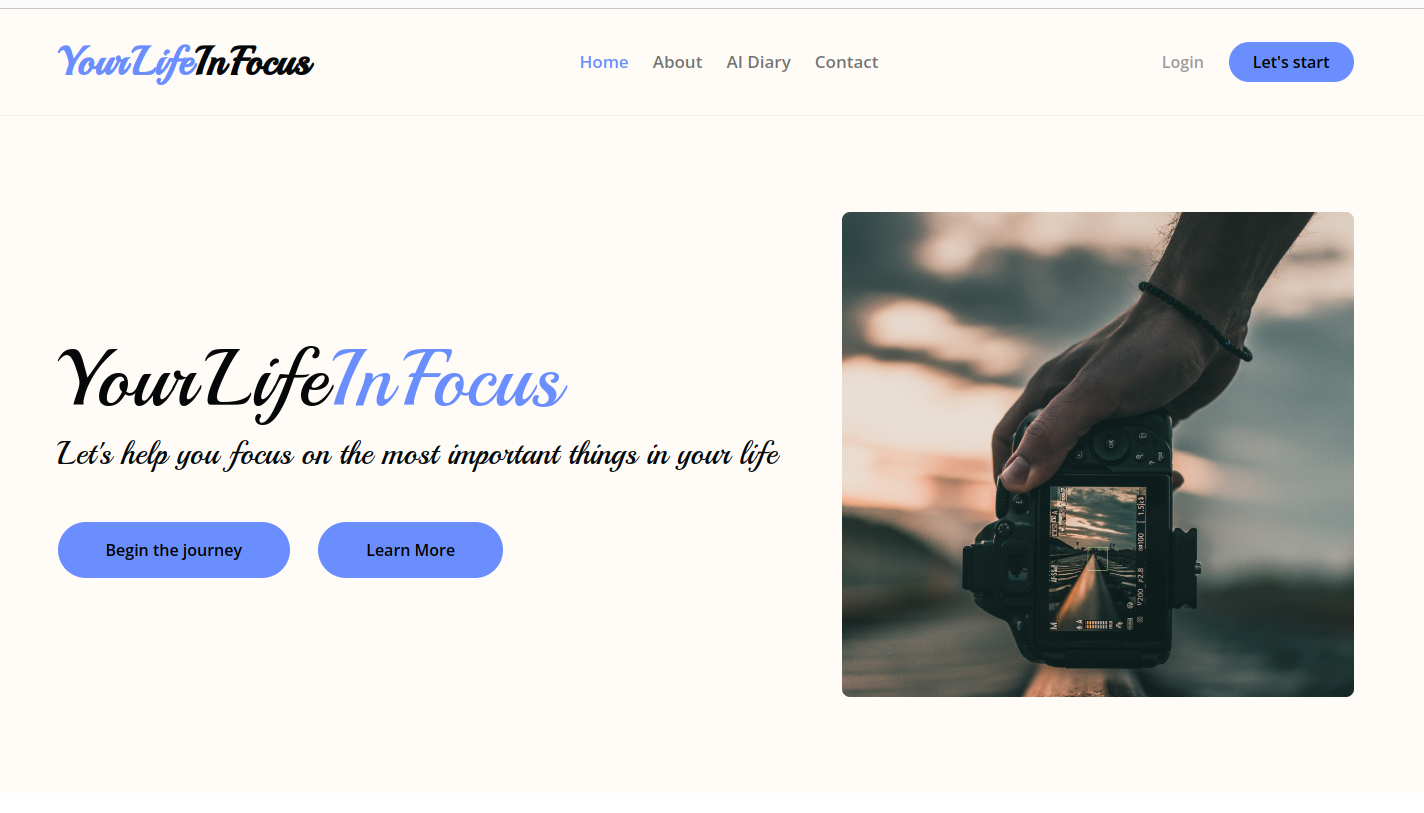 YourLifeInFocus
Home About AI Diary Contact
Login Let's start
YourLifeInFocus
Let's help you focus on the most important things in your life
Begin the journey Learn More